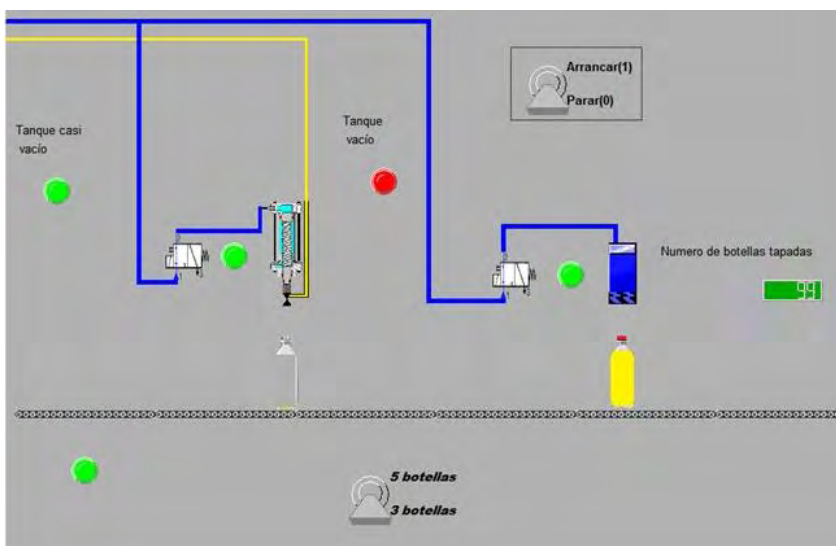 Arrancar(1)
Parar(0)
Tanque casi
vacío
Tanque
vacío
Numero de botellas tapadas
99
5 botellas
3 botellas